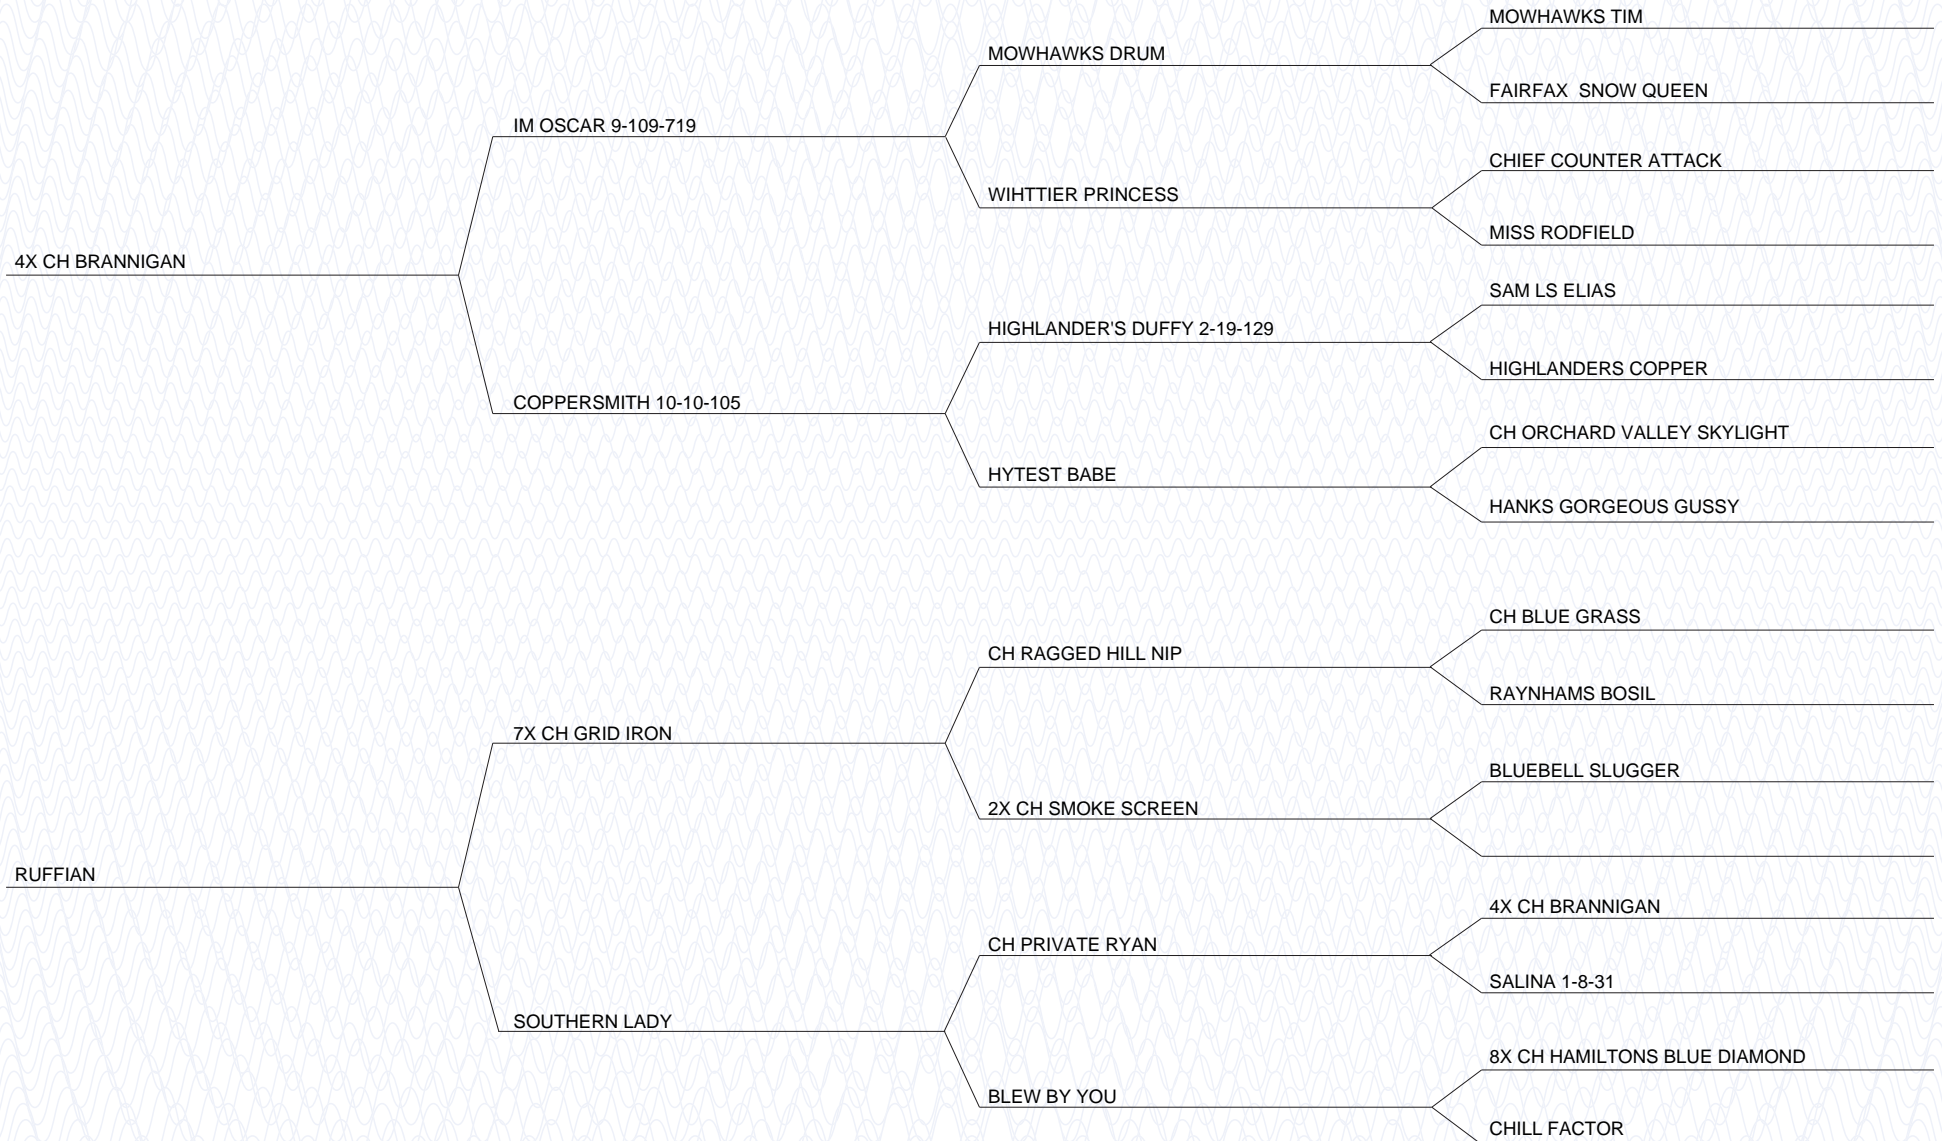 MOWHAWKS TIM
MOWHAWKS DRUM
FAIRFAX  SNOW QUEEN
IM OSCAR 9-109-719
CHIEF COUNTER ATTACK
WIHTTIER PRINCESS
MISS RODFIELD
4X CH BRANNIGAN
SAM LS ELIAS
HIGHLANDER'S DUFFY 2-19-129
HIGHLANDERS COPPER
COPPERSMITH 10-10-105
CH ORCHARD VALLEY SKYLIGHT
HYTEST BABE
HANKS GORGEOUS GUSSY
CH BLUE GRASS
CH RAGGED HILL NIP
RAYNHAMS BOSIL
7X CH GRID IRON
BLUEBELL SLUGGER
2X CH SMOKE SCREEN
RUFFIAN
4X CH BRANNIGAN
CH PRIVATE RYAN
SALINA 1-8-31
SOUTHERN LADY
8X CH HAMILTONS BLUE DIAMOND
BLEW BY YOU
CHILL FACTOR